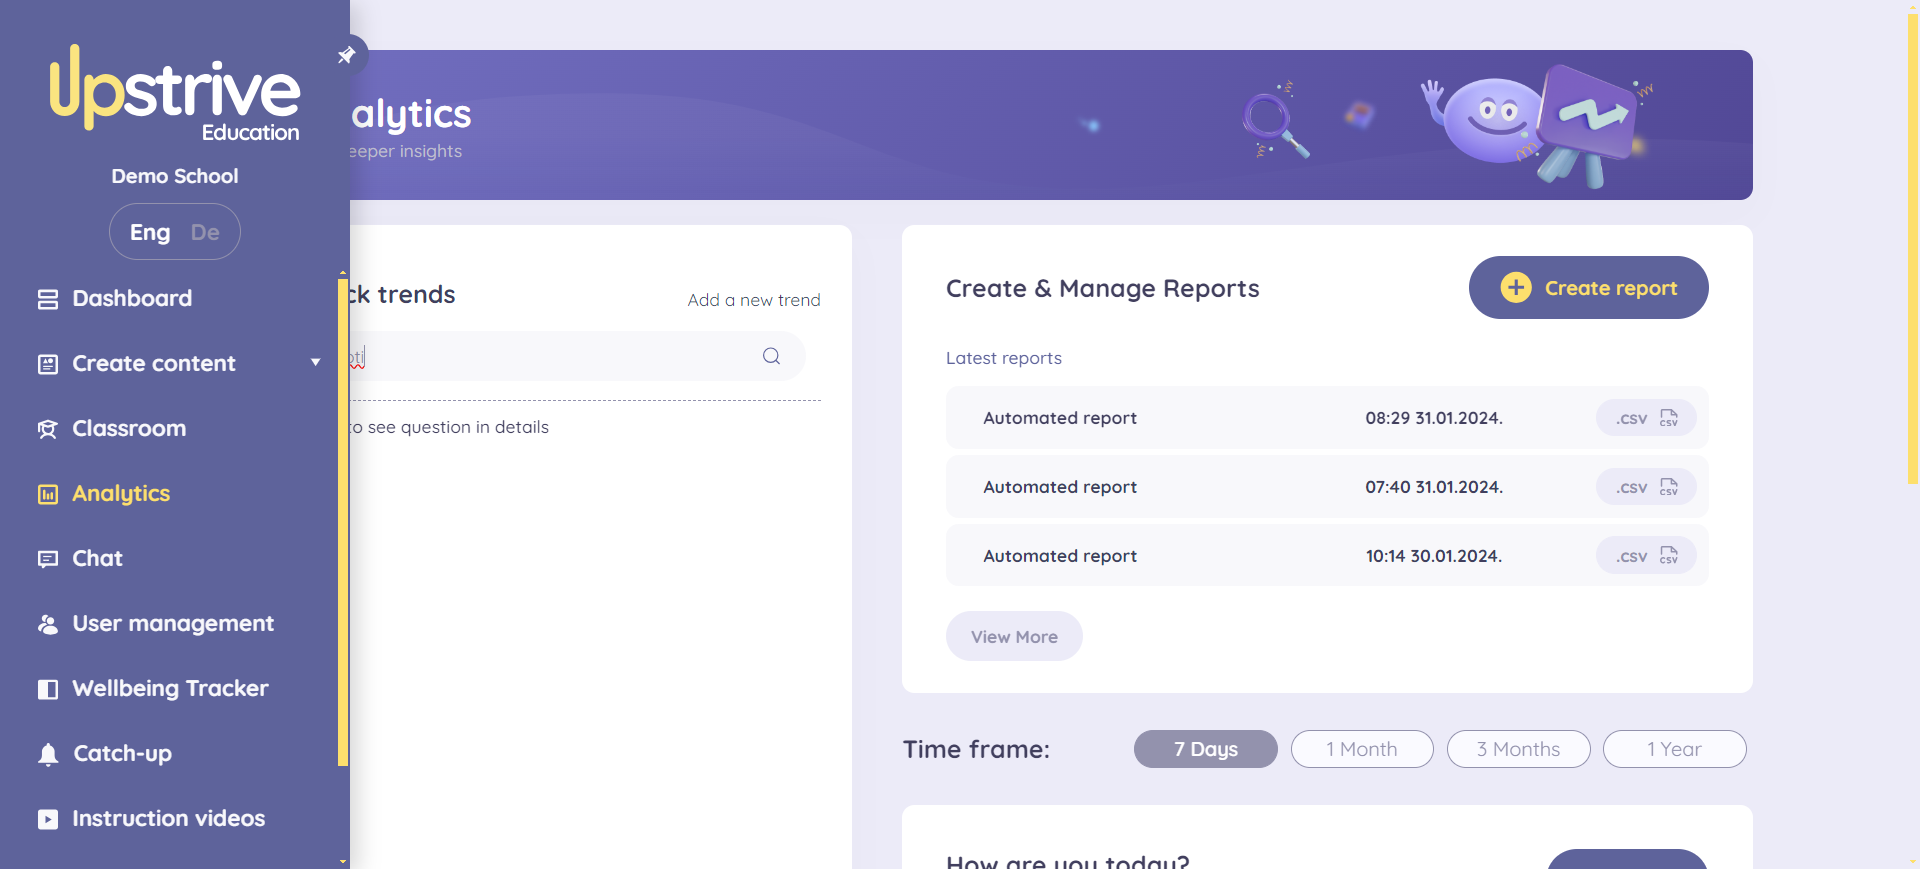 Upstrive
Education
Demo School
Eng De
Dashboard
Create content
Classroom
Analytics
Chat
User management
Wellbeing Tracker
Catch-up
Instruction videos
alytics
eeper insights
ck trends
Add a new trend
oti
to see question in details
Create & Manage Reports
Create report
Latest reports
Automated report 08:29 31.01.2024. .csv CSV
Automated report 07:40 31.01.2024. .csv CSV
Automated report 10:14 30.01.2024. .csv CSV
View More
Time frame: 7 Days 1 Month 3 Months 1 Year
How are you today?